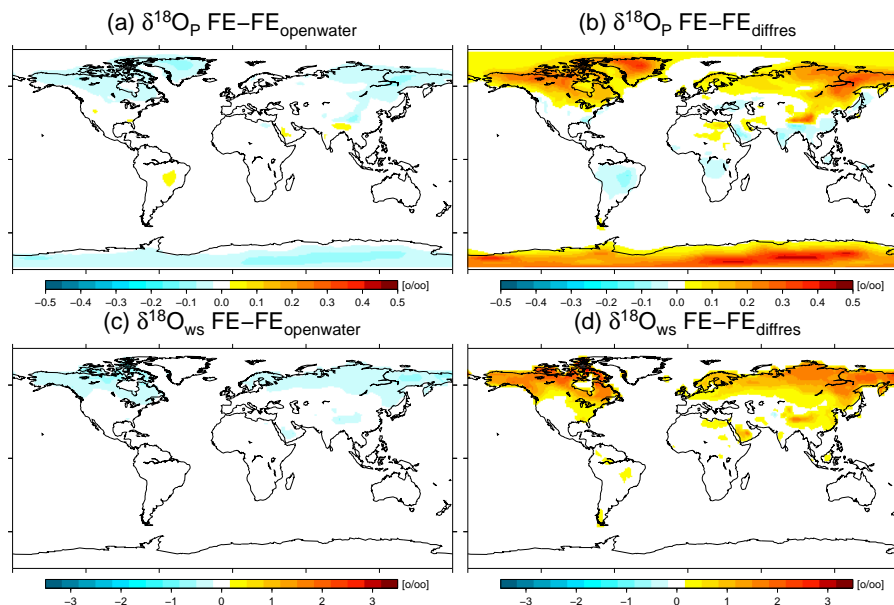 (a) δ18OP FE−FEopenwater
(b) δ18OP FE−FEdiffres
−0.5 −0.4 −0.3 −0.2 −0.1 0.0 0.1 0.2 0.3 0.4 0.5 [o/oo]
−0.5 −0.4 −0.3 −0.2 −0.1 0.0 0.1 0.2 0.3 0.4 0.5 [o/oo]
(c) δ18Ows FE−FEopenwater
(d) δ18Ows FE−FEdiffres
−3 −2 −1 0 1 2 3 [o/oo]
−3 −2 −1 0 1 2 3 [o/oo]